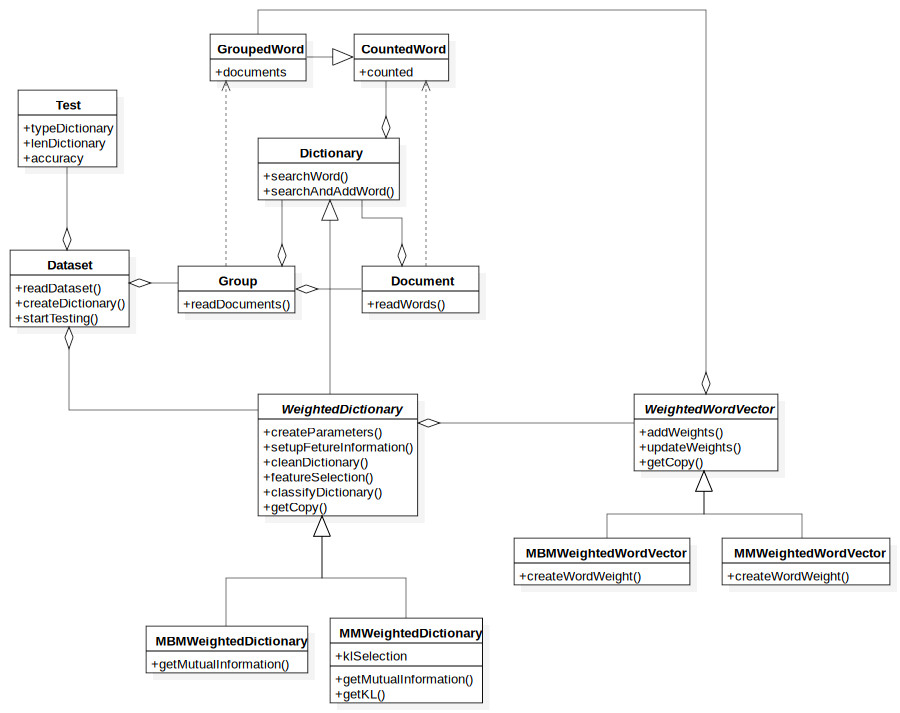 GroupedWord
+documents
CountedWord
+counted
Test
+typeDictionary
+lenDictionary
+accuracy
Dictionary
+searchWord()
+searchAndAddWord()
Dataset
+readDataset()
+createDictionary()
+startTesting()
Group
+readDocuments()
Document
+readWords()
WeightedDictionary
+createParameters()
+setupFetureInformation()
+cleanDictionary()
+featureSelection()
+classifyDictionary()
+getCopy()
WeightedWordVector
+addWeights()
+updateWeights()
+getCopy()
MBMWeightedWordVector
+createWordWeight()
MMWeightedWordVector
+createWordWeight()
MBMWeightedDictionary
+getMutualInformation()
MMWeightedDictionary
+klSelection
+getMutualInformation()
+getKL()